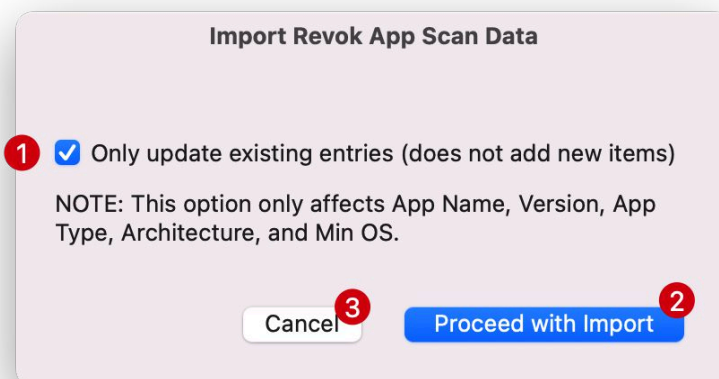 Import Revok App Scan Data
1 Only update existing entries (does not add new items)
NOTE: This option only affects App Name, Version, App
Type, Architecture, and Min OS.
Cancel 3 Proceed with Import 2